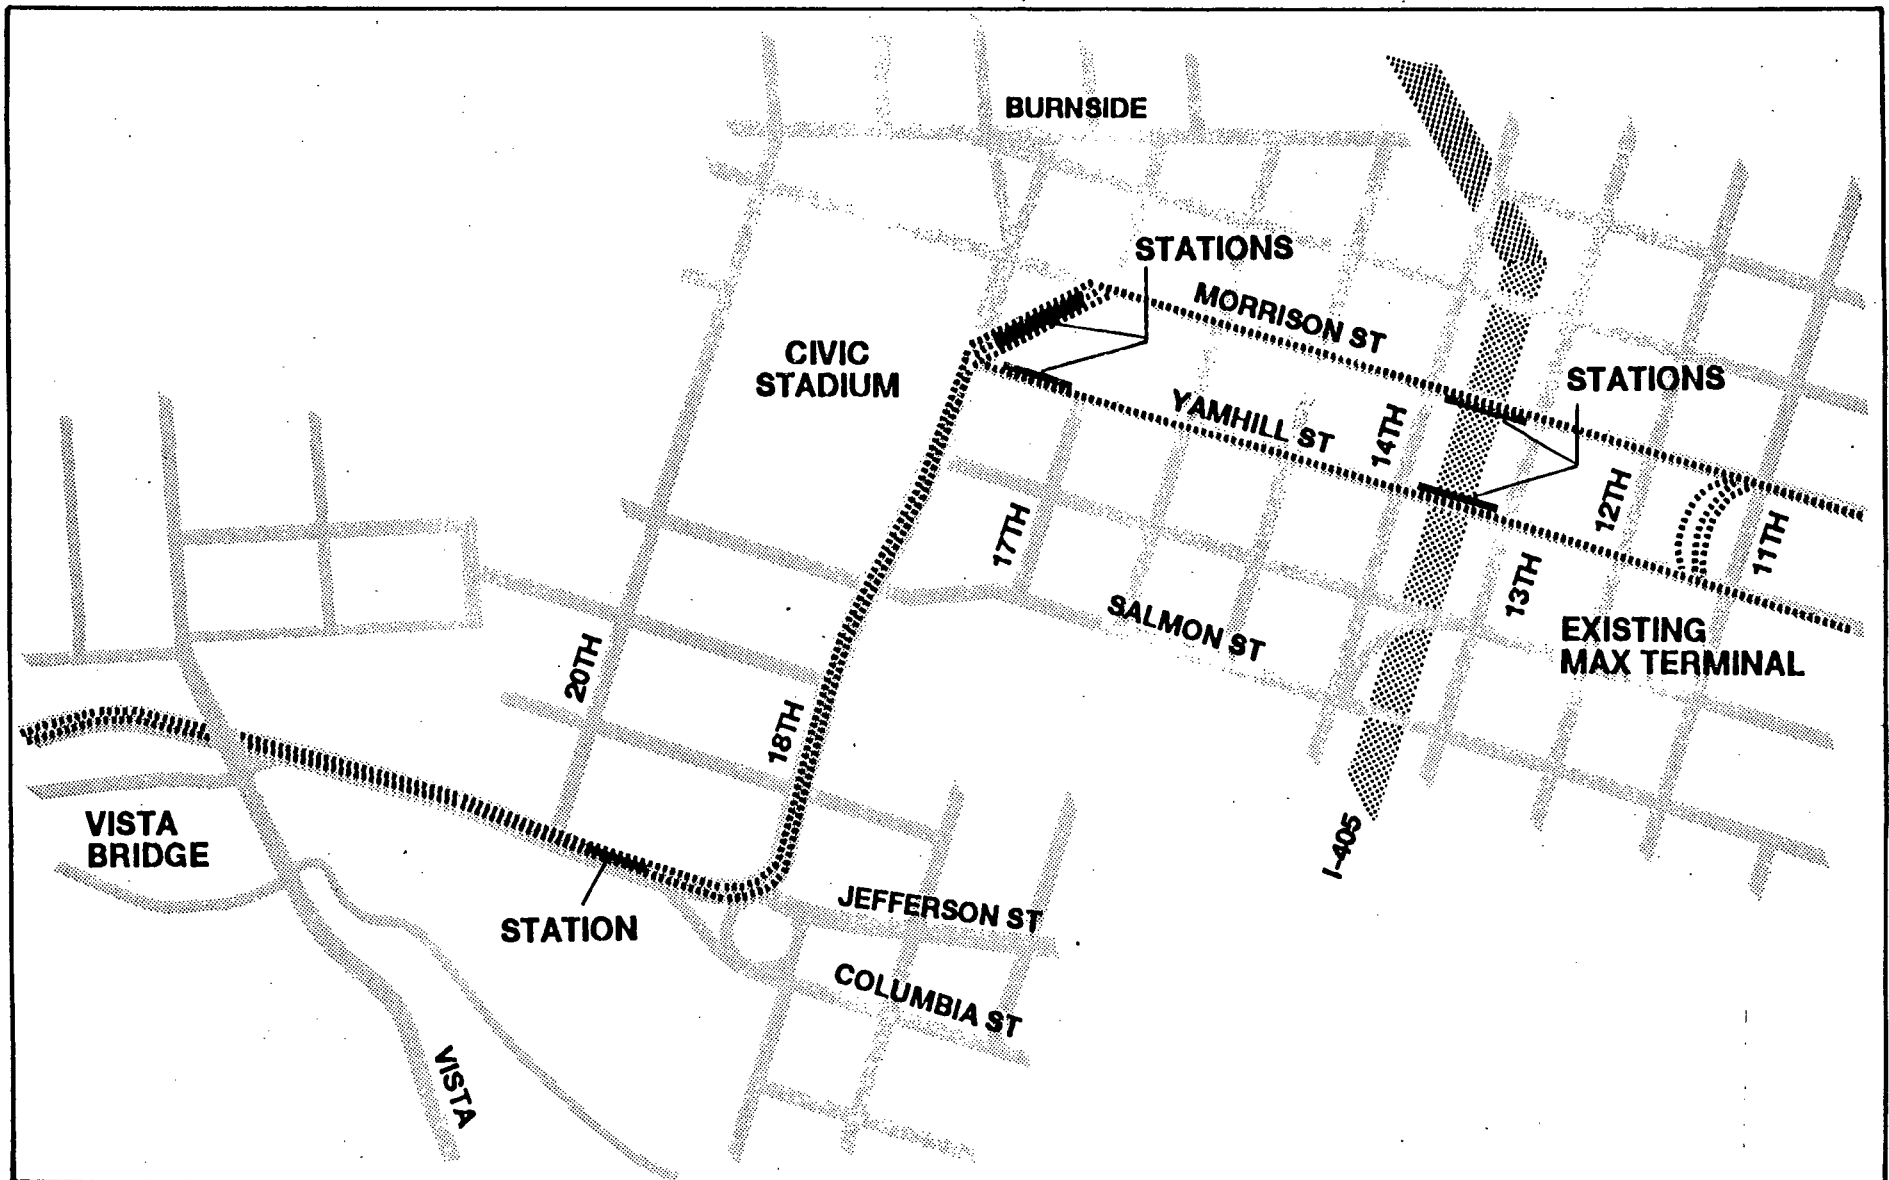 BURNSIDE
STATIONS
MORRISON ST
CIVIC
STADIUM
STATIONS
YAMHILL ST
14TH
12TH
11TH
17TH
13TH
SALMON ST
EXISTING
MAX TERMINAL
20TH
18TH
VISTA
BRIDGE
I-405
STATION
JEFFERSON ST
COLUMBIA ST
VISTA